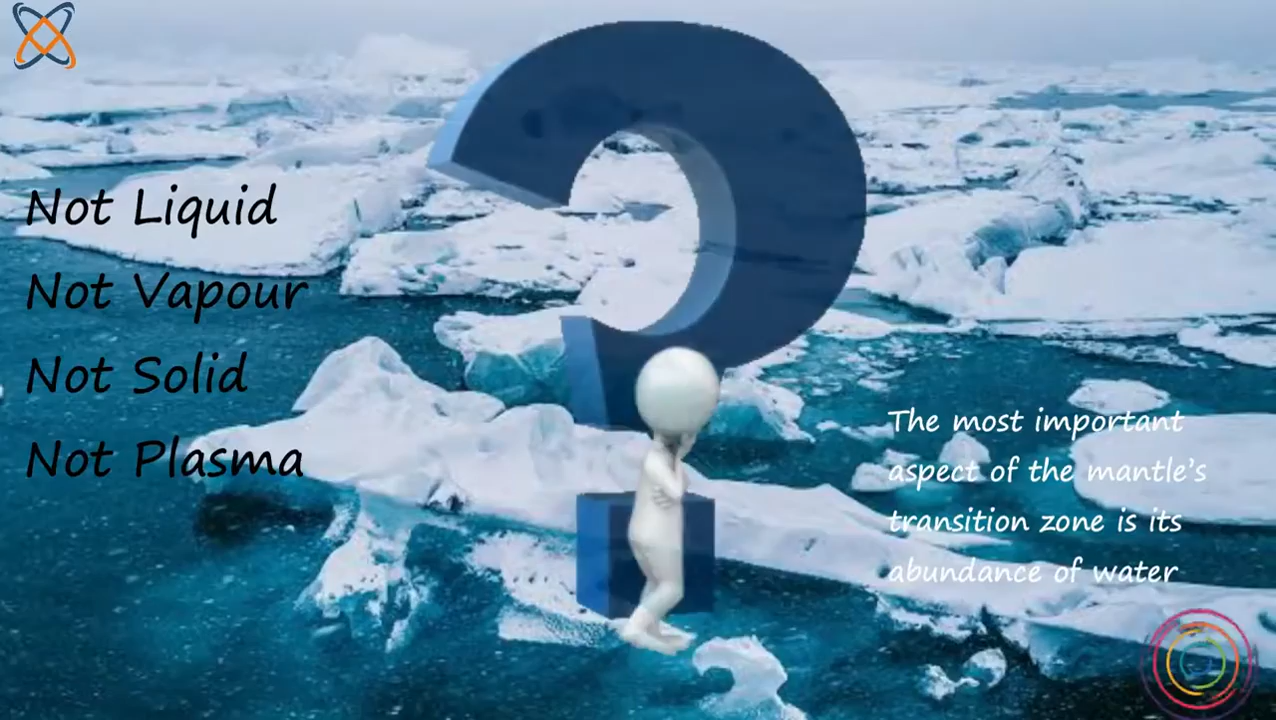 Not Liquid
Not Vapour
Not Solid
Not Plasma
The most important
aspect of the mantle's
transition zone is its
abundance of water